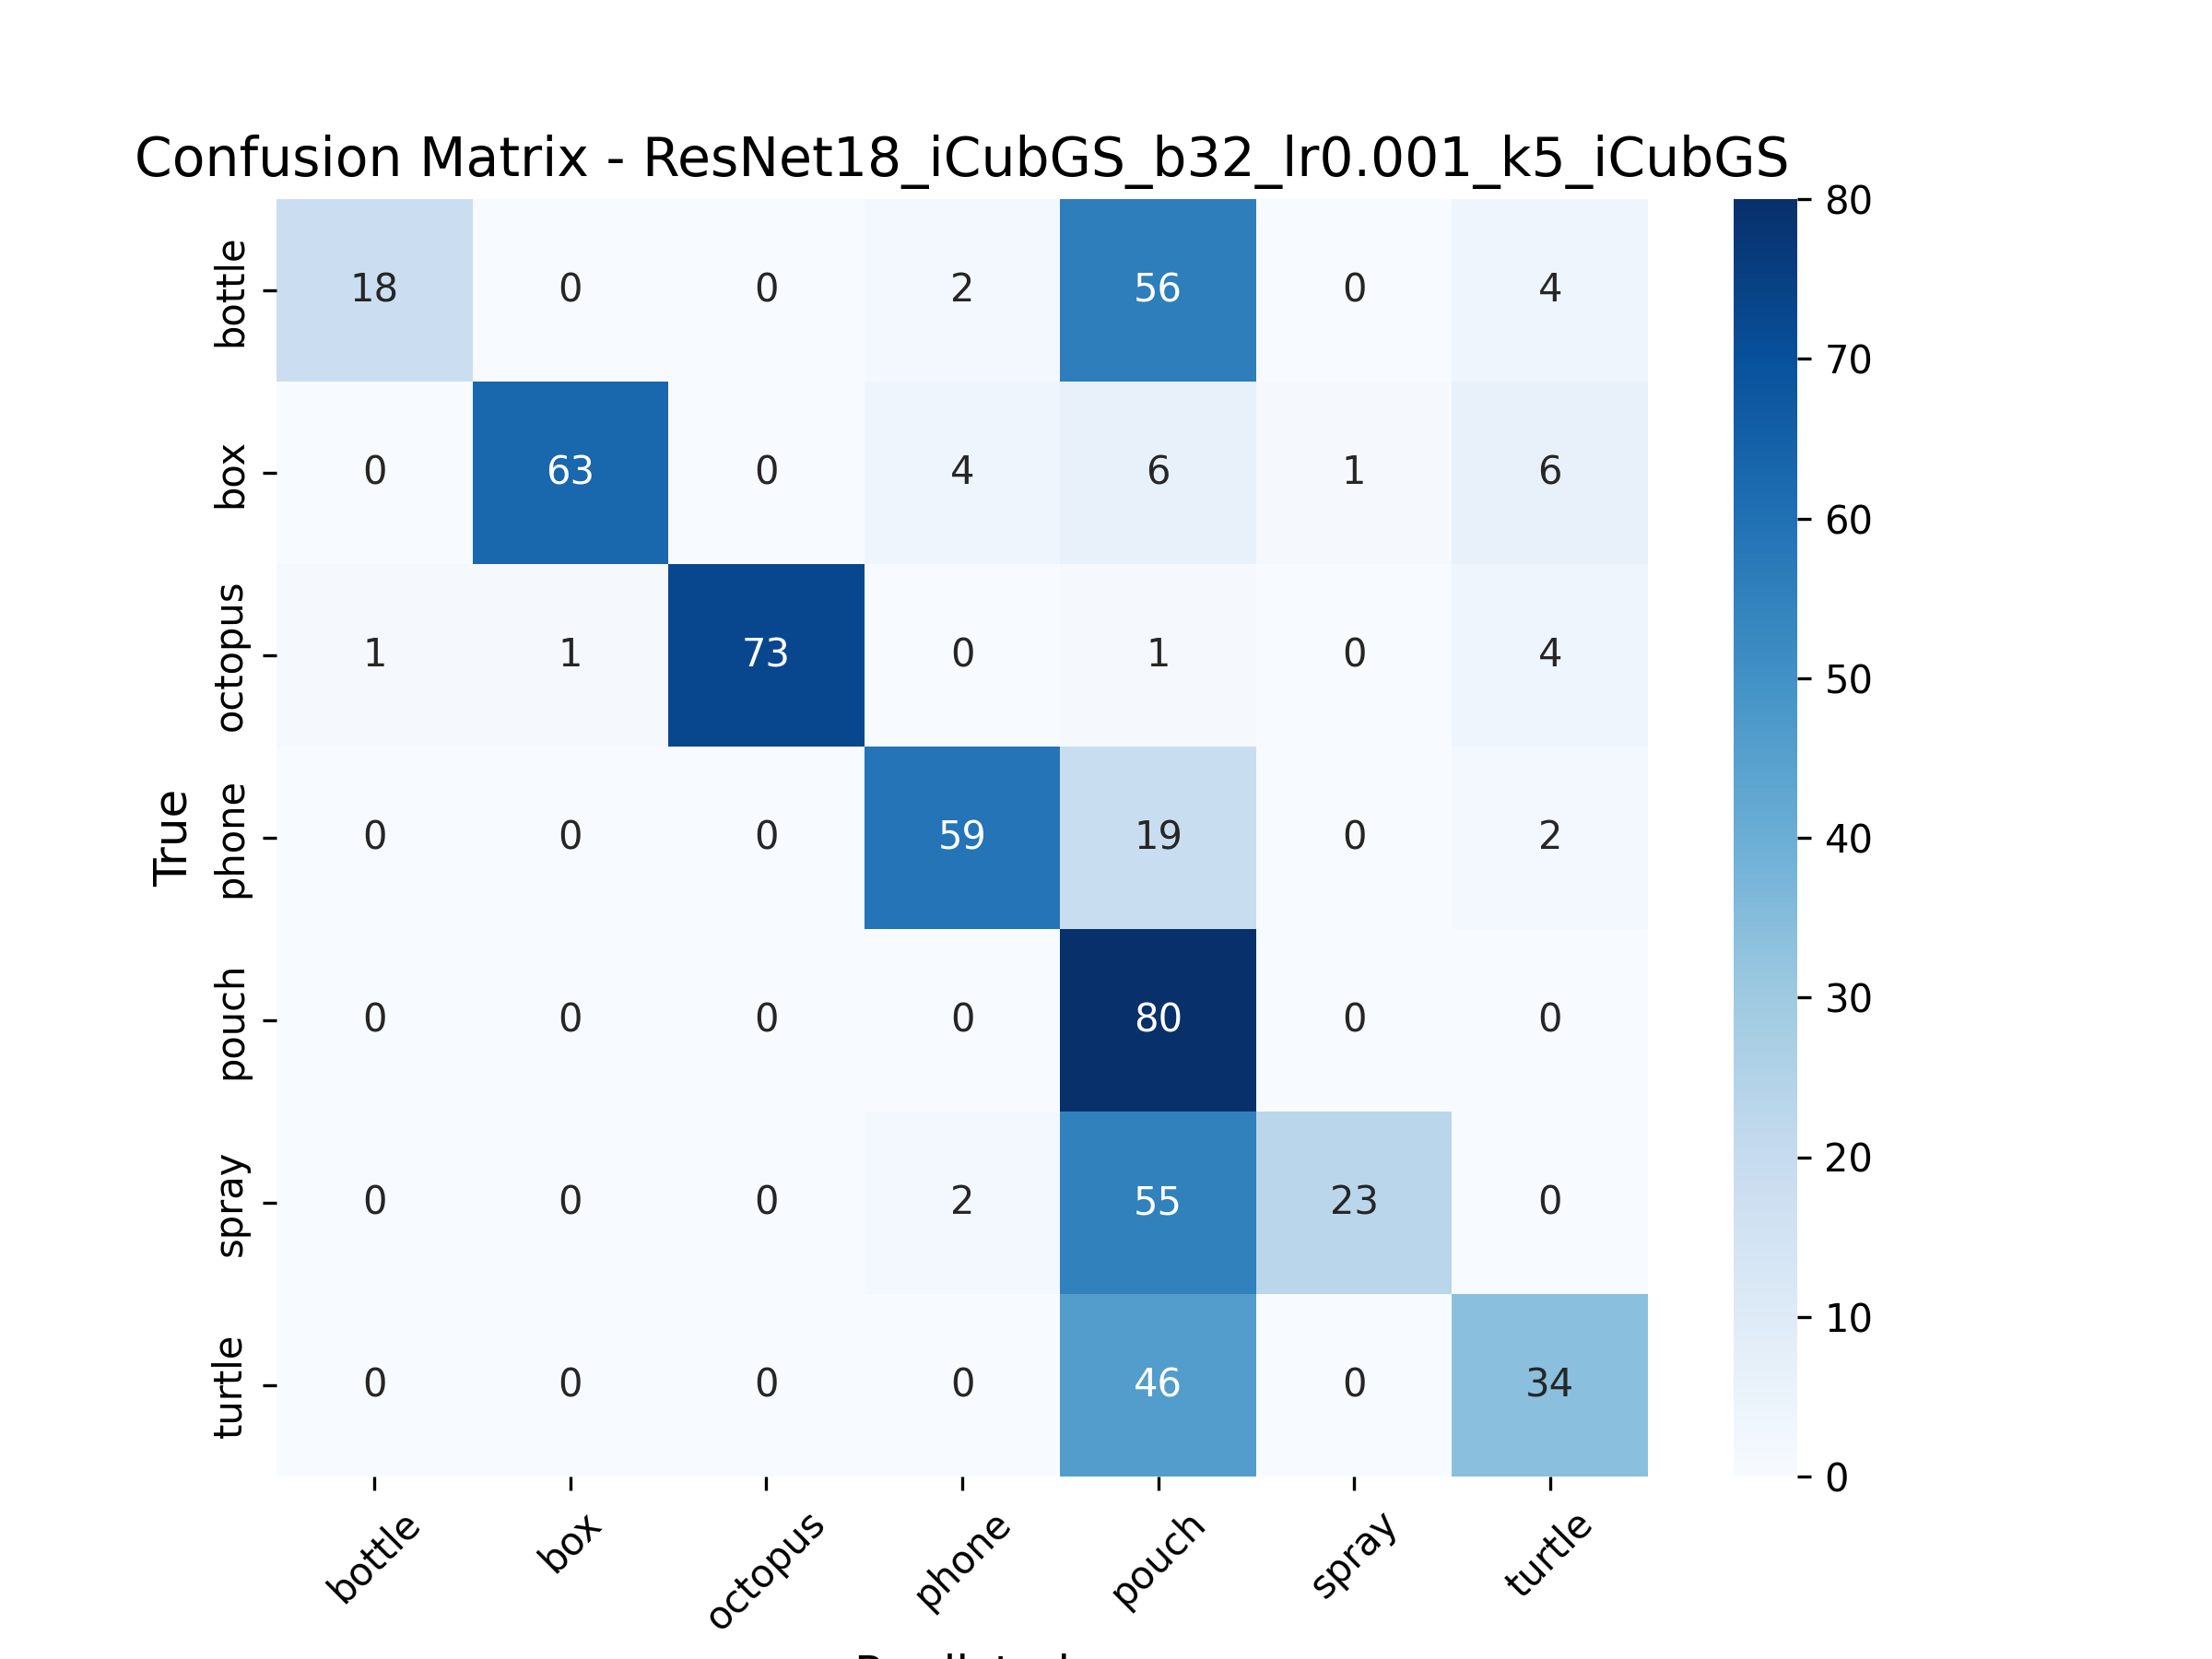 Confusion Matrix - ResNet18_iCubGS_b32_lr0.001_k5_iCubGS
True
bottle 18 0 0 2 56 0 4
box 0 63 0 4 6 1 6
octopus 1 1 73 0 1 0 4
phone 0 0 0 59 19 0 2
pouch 0 0 0 0 80 0 0
spray 0 0 0 2 55 23 0
turtle 0 0 0 0 46 0 34
bottle box octopus phone pouch spray turtle
80
70
60
50
40
30
20
10
0